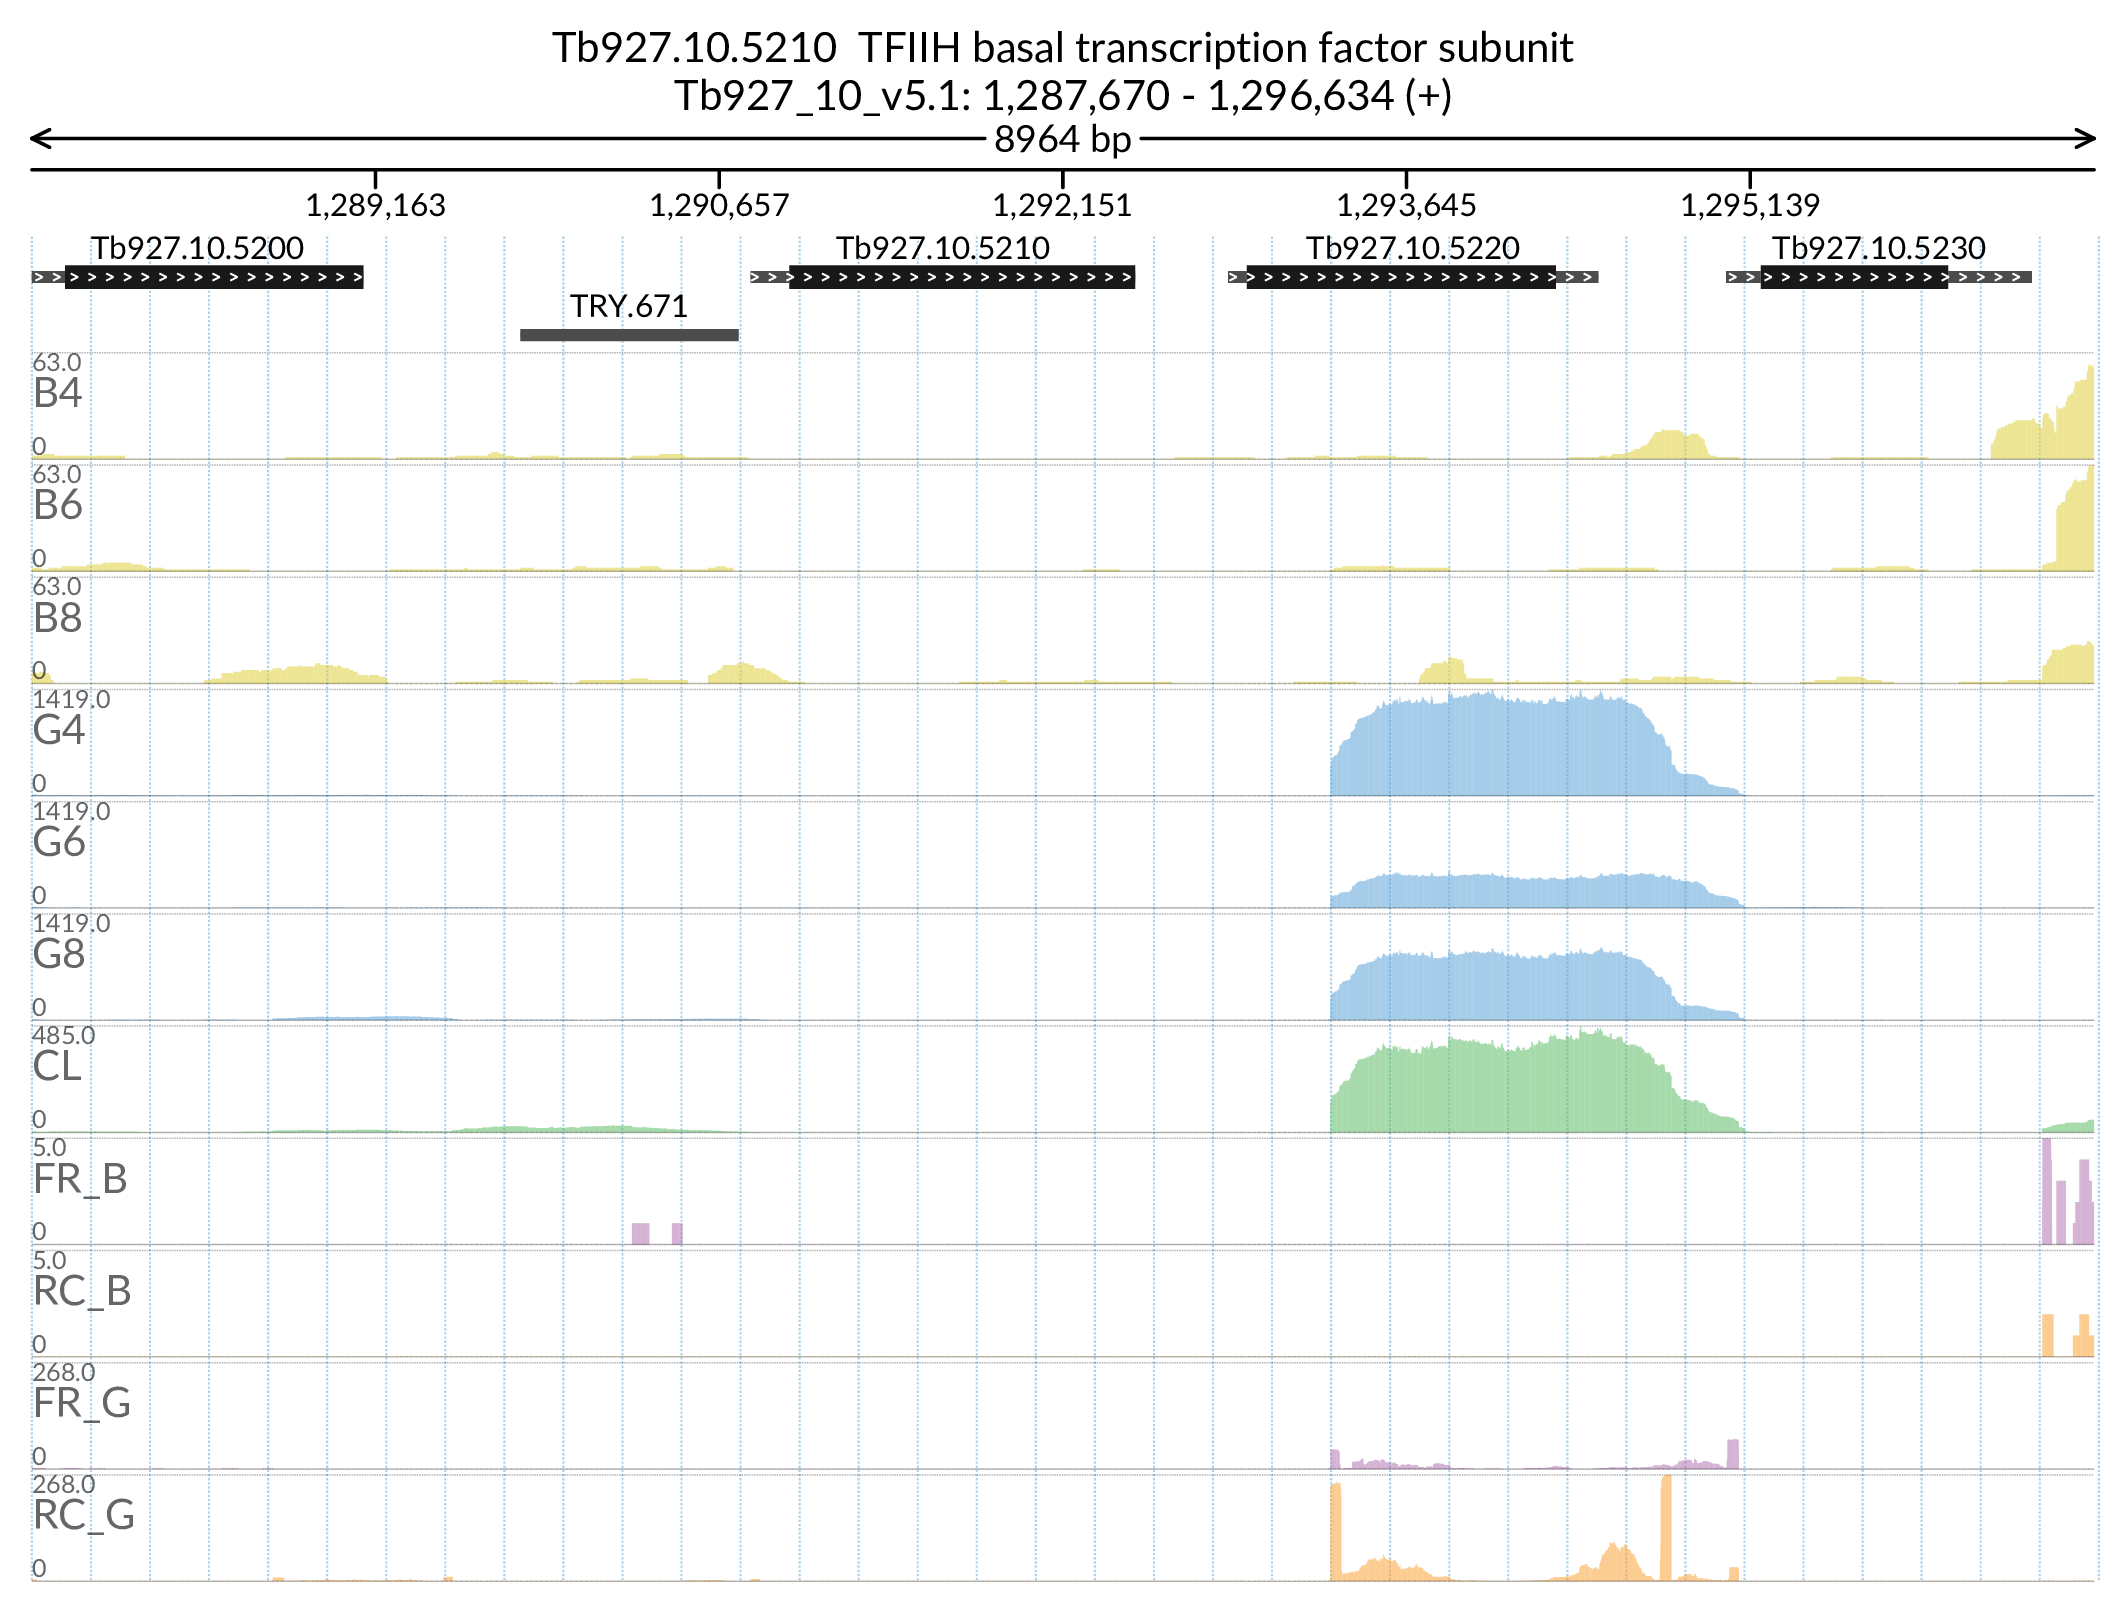 Tb927.10.5210  TFIIH basal transcription factor subunit
Tb927_10_v5.1: 1,287,670 - 1,296,634 (+)
8964 bp
1,289,163 1,290,657 1,292,151 1,293,645 1,295,139
Tb927.10.5200 Tb927.10.5210 Tb927.10.5220 Tb927.10.5230
TRY.671
63.0
B4
0
63.0
B6
0
63.0
B8
0
1419.0
G4
0
1419.0
G6
0
1419.0
G8
0
485.0
CL
0
5.0
FR_B
0
5.0
RC_B
0
268.0
FR_G
0
268.0
RC_G
0